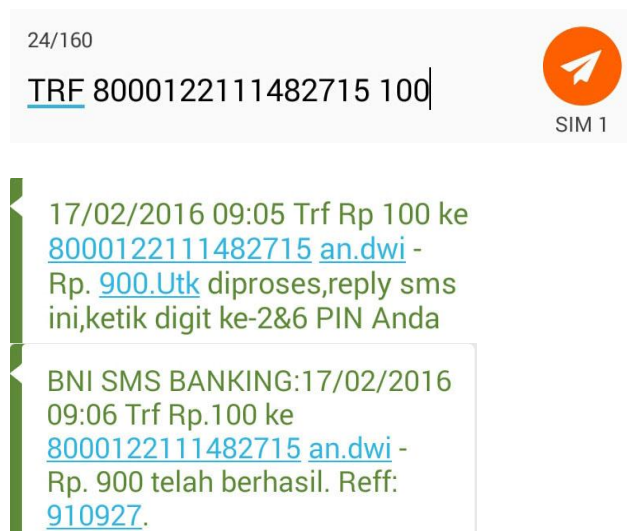 24/160
TRF 8000122111482715 100
SIM 1
17/02/2016 09:05 Trf Rp 100 ke
8000122111482715 an.dwi -
Rp. 900.Utk diproses,reply sms
ini,ketik digit ke-2&6 PIN Anda
BNI SMS BANKING:17/02/2016
09:06 Trf Rp.100 ke
8000122111482715 an.dwi -
Rp. 900 telah berhasil. Reff:
910927.